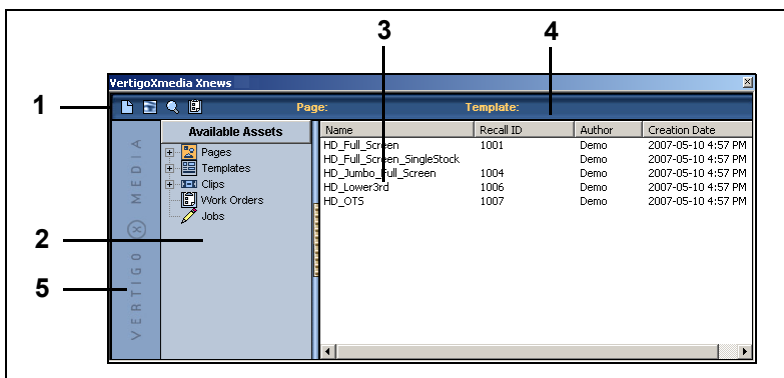 3
4
VertigoXmedia Xnews
1
Page:
Template:
Available Assets
Name Recall ID Author Creation Date
Pages
Templates
Clips
Work Orders
Jobs
HD_Full_Screen 1001 Demo 2007-05-10 4:57 PM
HD_Full_Screen_SingleStock Demo 2007-05-10 4:57 PM
HD_Jumbo_Full_Screen 1004 Demo 2007-05-10 4:57 PM
HD_Lower3rd 1006 Demo 2007-05-10 4:57 PM
HD_OTS 1007 Demo 2007-05-10 4:57 PM
2
5
VERTIGO X MEDIA